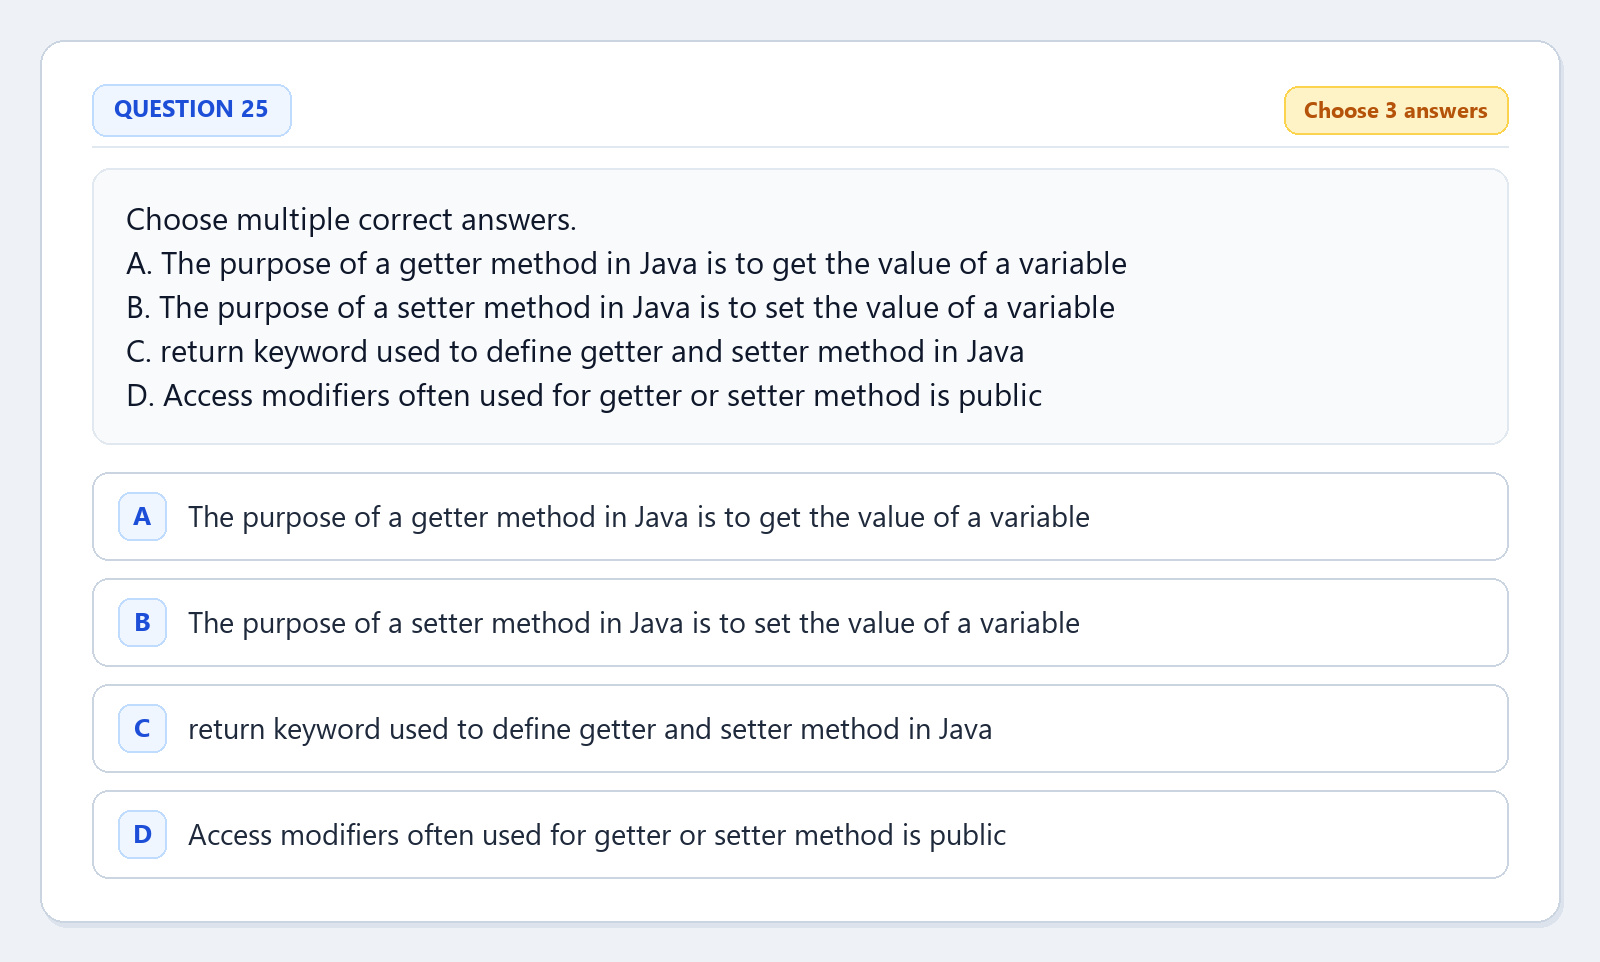 QUESTION 25
Choose 3 answers
Choose multiple correct answers.
A. The purpose of a getter method in Java is to get the value of a variable
B. The purpose of a setter method in Java is to set the value of a variable
C. return keyword used to define getter and setter method in Java
D. Access modifiers often used for getter or setter method is public
A The purpose of a getter method in Java is to get the value of a variable
B The purpose of a setter method in Java is to set the value of a variable
C return keyword used to define getter and setter method in Java
D Access modifiers often used for getter or setter method is public